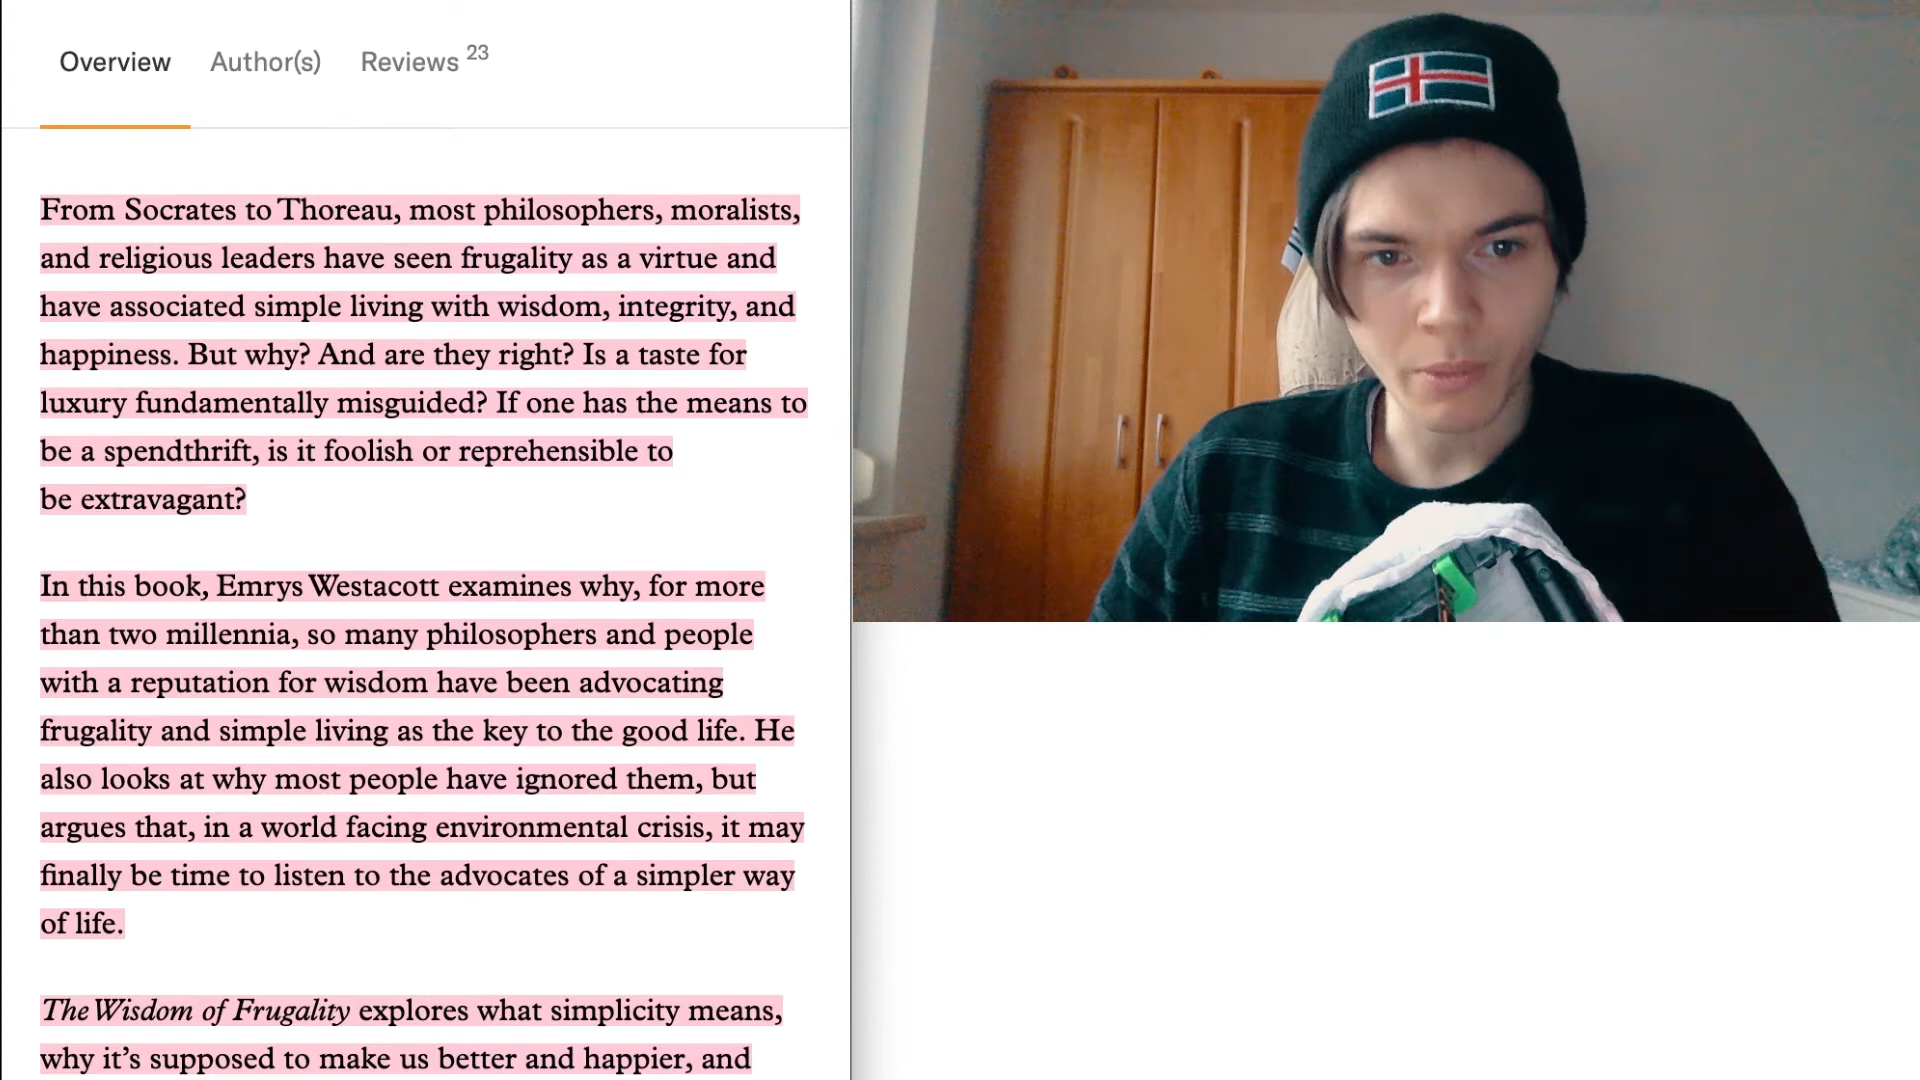 Overview Author(s) Reviews 23
From Socrates to Thoreau, most philosophers, moralists,
and religious leaders have seen frugality as a virtue and
have associated simple living with wisdom, integrity, and
happiness. But why? And are they right? Is a taste for
luxury fundamentally misguided? If one has the means to
be a spendthrift, is it foolish or reprehensible to
be extravagant?
In this book, Emrys Westacott examines why, for more
than two millennia, so many philosophers and people
with a reputation for wisdom have been advocating
frugality and simple living as the key to the good life. He
also looks at why most people have ignored them, but
argues that, in a world facing environmental crisis, it may
finally be time to listen to the advocates of a simpler way
of life.
The Wisdom of Frugality explores what simplicity means,
why it’s supposed to make us better and happier, and